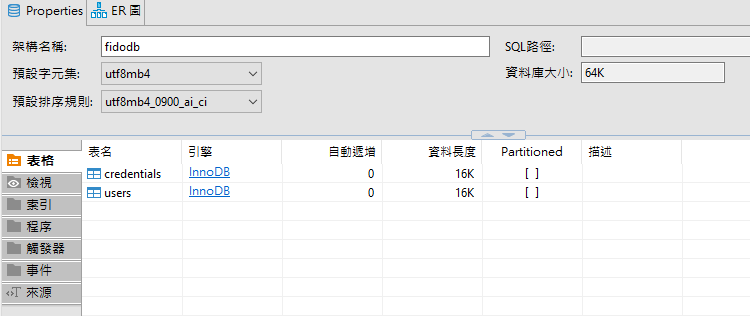 Properties ER 圖
架構名稱: fidodb SQL路徑:
預設字元集: utf8mb4 資料庫大小: 64K
預設排序規則: utf8mb4_0900_ai_ci
表格 表名 引擎 自動遞增 資料長度 Partitioned 描述
credentials InnoDB 0 16K [ ]
檢視
users InnoDB 0 16K [ ]
索引
程序
觸發器
事件
來源